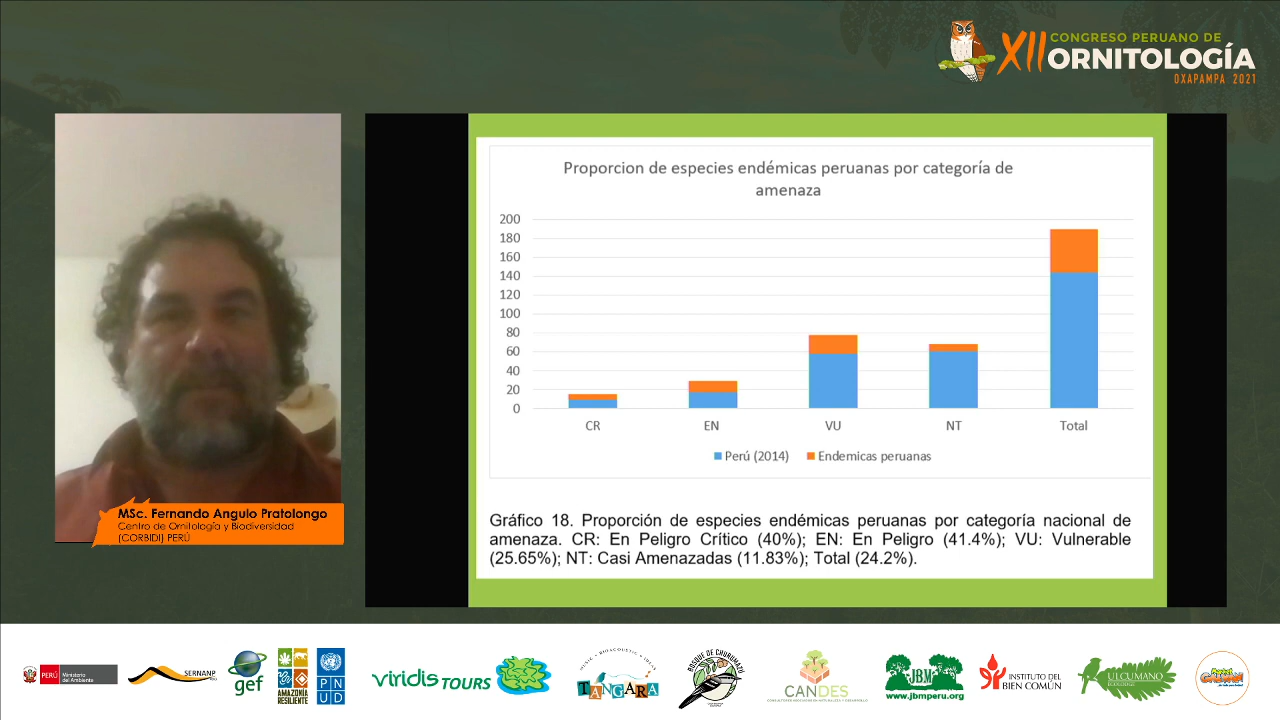 XII CONGRESO PERUANO DE
ORNITOLOGÍA
OXAPAMPA 2021
Proporcion de especies endémicas peruanas por categoría de
amenaza
200
180
160
140
120
100
80
60
40
20
0
CR EN VU NT Total
Perú (2014) Endemicas peruanas
Gráfico 18. Proporción de especies endémicas peruanas por categoría nacional de
amenaza. CR: En Peligro Crítico (40%); EN: En Peligro (41.4%); VU: Vulnerable
(25.65%); NT: Casi Amenazadas (11.83%); Total (24.2%).
MSc. Fernando Angulo Pratolongo
Centro de Ornitología y Biodiversidad
(CORBIDI) PERÚ
PERÚ Ministerio
del Ambiente
SERNANP
gef
AMAZONÍA
RESILIENTE
PNUD
viridis TOURS
TANGARA
BOSQUE DE CHURUMAZÚ
CANDES
JBM
www.jbmperu.org
INSTITUTO DEL
BIEN COMÚN
ULCUMANO
ECOLODGE